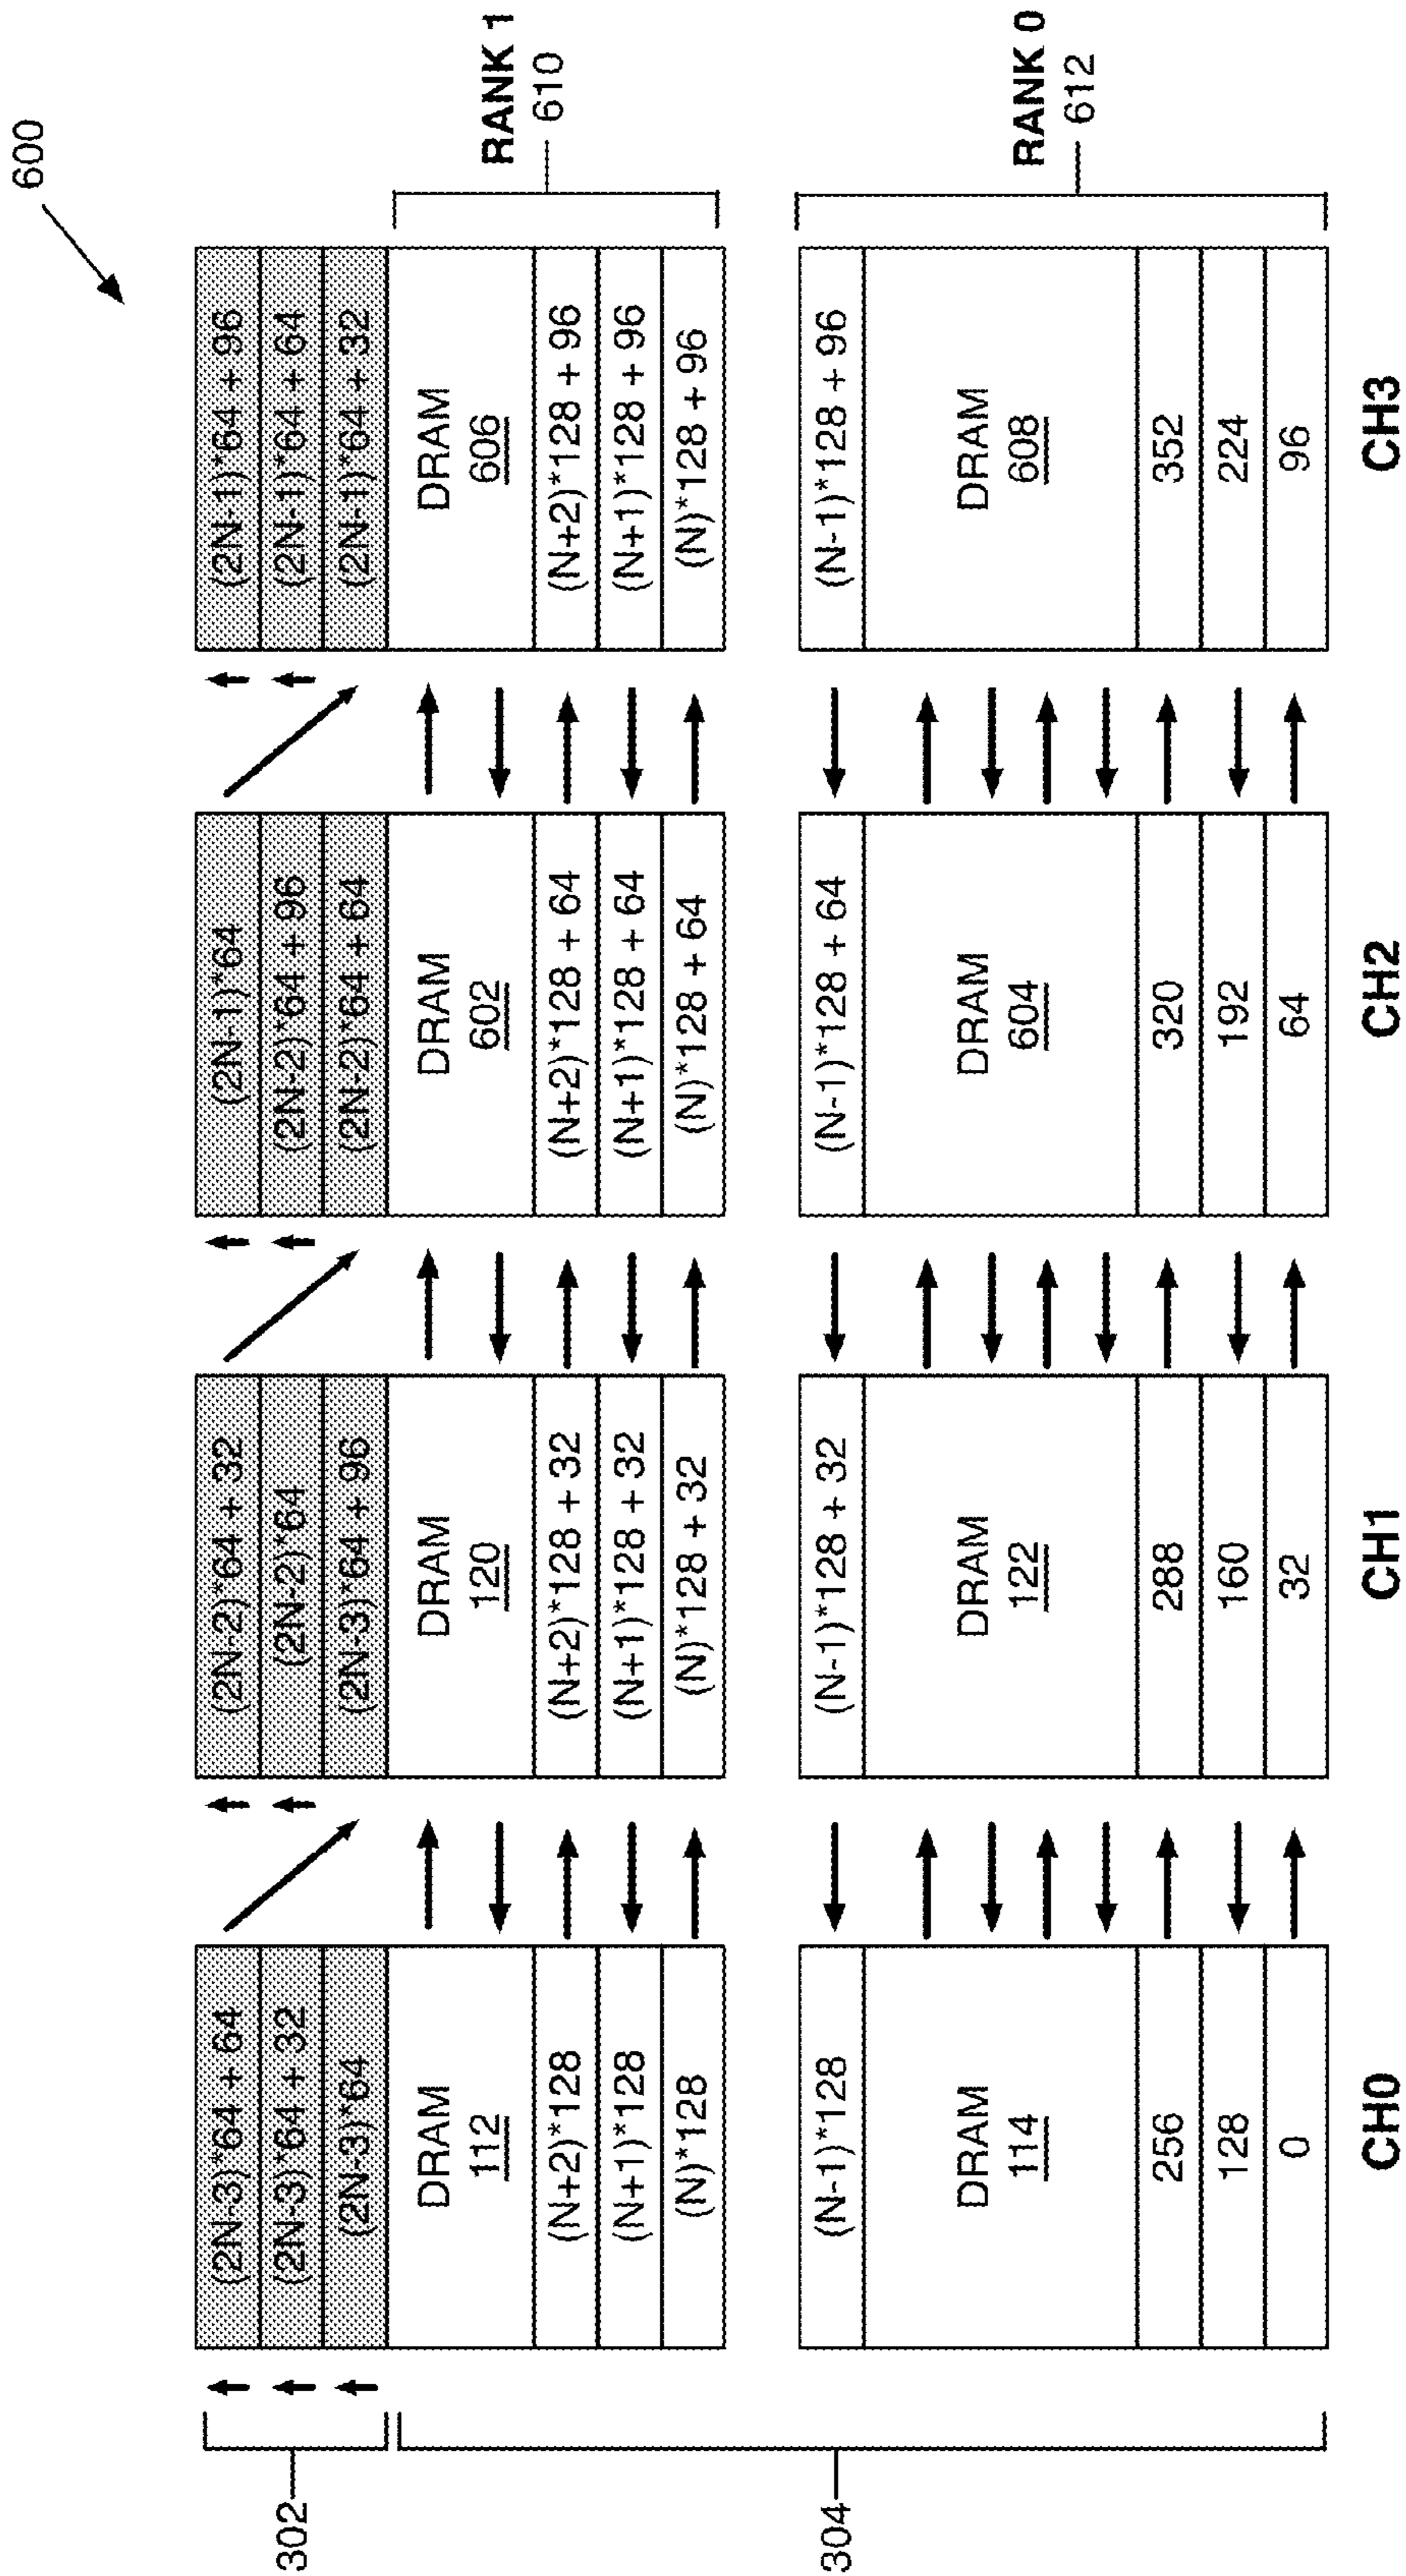 600
302
304
(2N-3)*64 + 64
(2N-3)*64 + 32
(2N-3)*64
DRAM
112
(N+2)*128
(N+1)*128
(N)*128
(N-1)*128
DRAM
114
256
128
0
CH0
(2N-2)*64 + 32
(2N-2)*64
(2N-3)*64 + 96
DRAM
120
(N+2)*128 + 32
(N+1)*128 + 32
(N)*128 + 32
(N-1)*128 + 32
DRAM
122
288
160
32
CH1
(2N-1)*64
(2N-2)*64 + 96
(2N-2)*64 + 64
DRAM
602
(N+2)*128 + 64
(N+1)*128 + 64
(N)*128 + 64
(N-1)*128 + 64
DRAM
604
320
192
64
CH2
(2N-1)*64 + 96
(2N-1)*64 + 64
(2N-1)*64 + 32
DRAM
606
(N+2)*128 + 96
(N+1)*128 + 96
(N)*128 + 96
(N-1)*128 + 96
DRAM
608
352
224
96
CH3
RANK 1
610
RANK 0
612